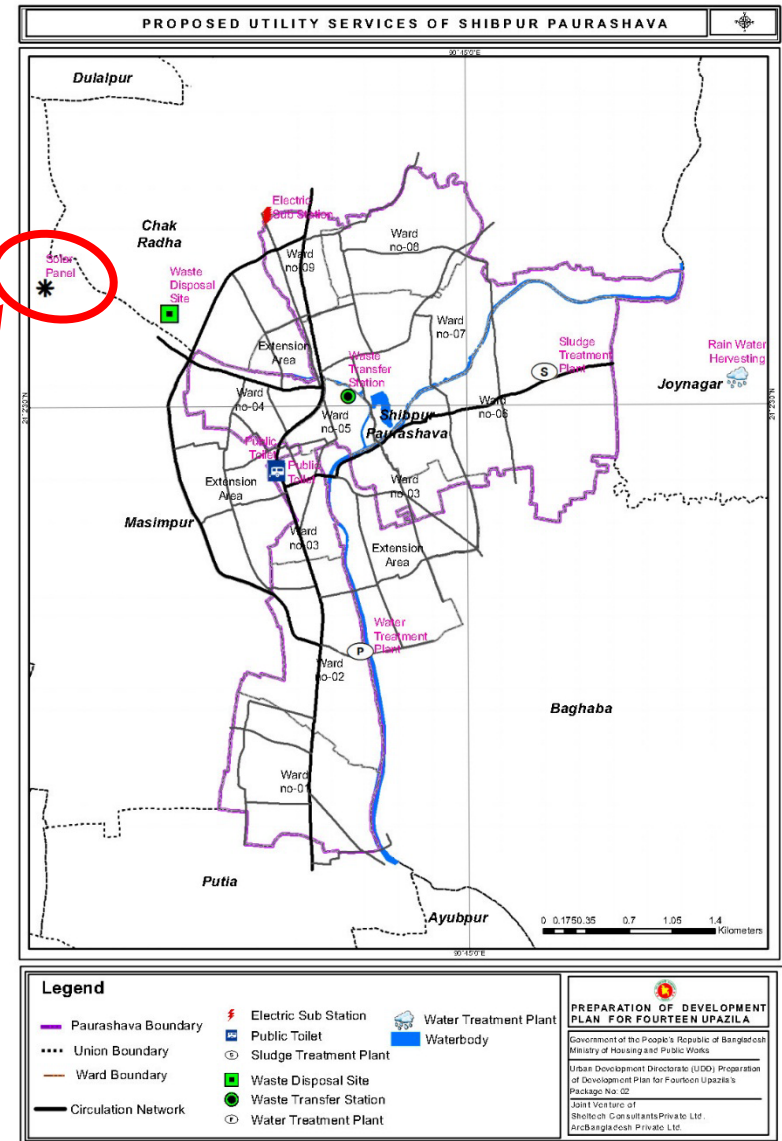 PROPOSED UTILITY SERVICES OF SHIBPUR PAURASHAVA
90°45'0"E
Dulalpur
Electric
Sub Station
Chak
Radha
Ward
no-08
Ward
no-09
Solar
Panel
Waste
Disposal
Site
Ward
no-07
Extension
Area
Waste
Transfer
Station
Sludge
Treatment
Plant
S
Rain Water
Hervesting
Joynagar
Ward
no-04
Ward
no-05
Shibpur
Paurashava
Ward
no-06
Public
Toilet
Public
Toilet
Extension
Area
Ward
no-03
Masimpur
Ward
no-03
Extension
Area
Water
Treatment
Plant
P
Ward
no-02
Baghaba
Ward
no-01
Putia
Ayubpur
0 0.1750.35 0.7 1.05 1.4
Kilometers
90°45'0"E
Legend
Paurashava Boundary
Union Boundary
Ward Boundary
Circulation Network
Electric Sub Station
Public Toilet
S Sludge Treatment Plant
Waste Disposal Site
Waste Transfer Station
P Water Treatment Plant
Water Treatment Plant
Waterbody
PREPARATION OF DEVELOPMENT
PLAN FOR FOURTEEN UPAZILA
Government of the People's Republic of Bangladesh
Ministry of Housing and Public Works
Urban Development Directorate (UDD) Preparation
of Development Plan for Fourteen Upazila's
Package No: 02
Joint Venture of
Sheltech Consultants Private Ltd.
ArcBangladesh Private Ltd.